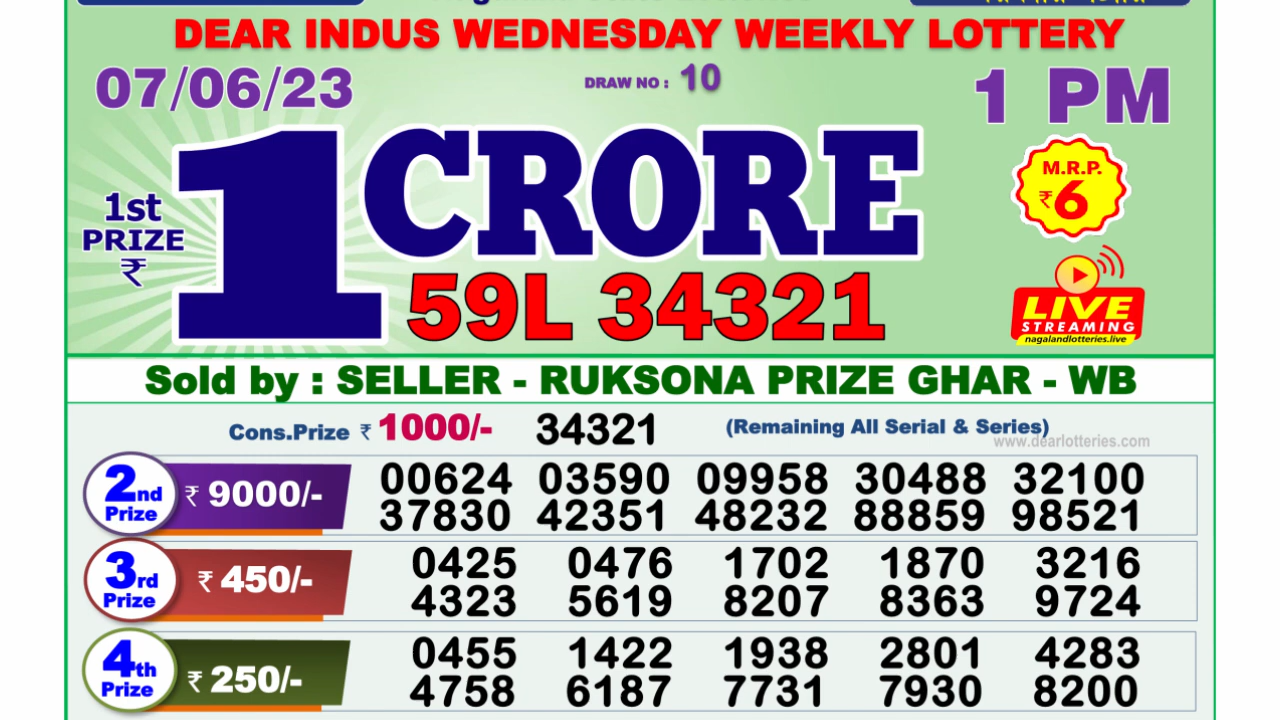 DEAR INDUS WEDNESDAY WEEKLY LOTTERY
07/06/23
DRAW NO : 10
1 PM
1st
PRIZE
₹
1 CRORE
59L 34321
M.R.P.
₹6
LIVE
STREAMING
nagalandlotteries.live
Sold by : SELLER - RUKSONA PRIZE GHAR - WB
Cons.Prize ₹ 1000/- 34321 (Remaining All Serial & Series)
www.dearlotteries.com
2nd Prize ₹ 9000/-
00624 03590 09958 30488 32100
37830 42351 48232 88859 98521
3rd Prize ₹ 450/-
0425 0476 1702 1870 3216
4323 5619 8207 8363 9724
4th Prize ₹ 250/-
0455 1422 1938 2801 4283
4758 6187 7731 7930 8200